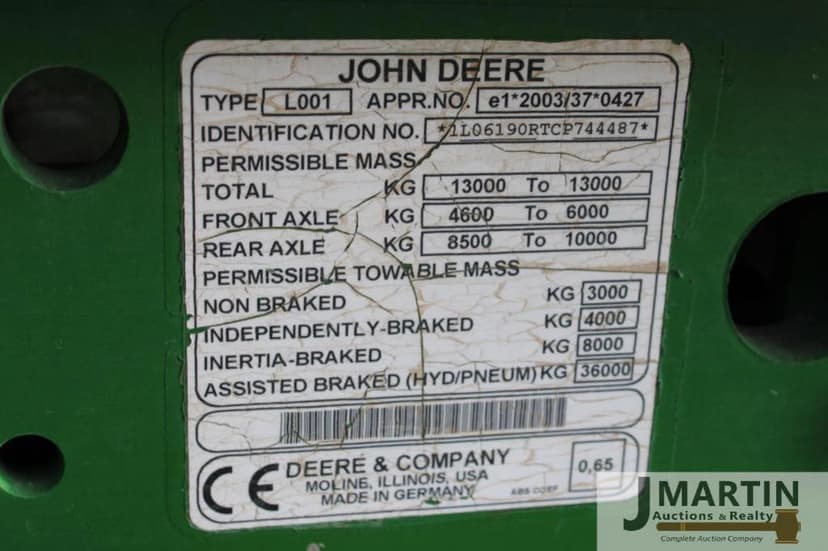 JOHN DEERE
TYPE L001 APPR.NO. e1*2003/37*0427
IDENTIFICATION NO. *1L06190RTCP744487*
PERMISSIBLE MASS
TOTAL KG 13000 To 13000
FRONT AXLE KG 4600 To 6000
REAR AXLE KG 8500 To 10000
PERMISSIBLE TOWABLE MASS
NON BRAKED KG 3000
INDEPENDENTLY-BRAKED KG 4000
INERTIA-BRAKED KG 8000
ASSISTED BRAKED (HYD/PNEUM) KG 36000
CE DEERE & COMPANY 0,65
MOLINE, ILLINOIS, USA
MADE IN GERMANY ABS CORP
J MARTIN
Auctions & Realty
Complete Auction Company